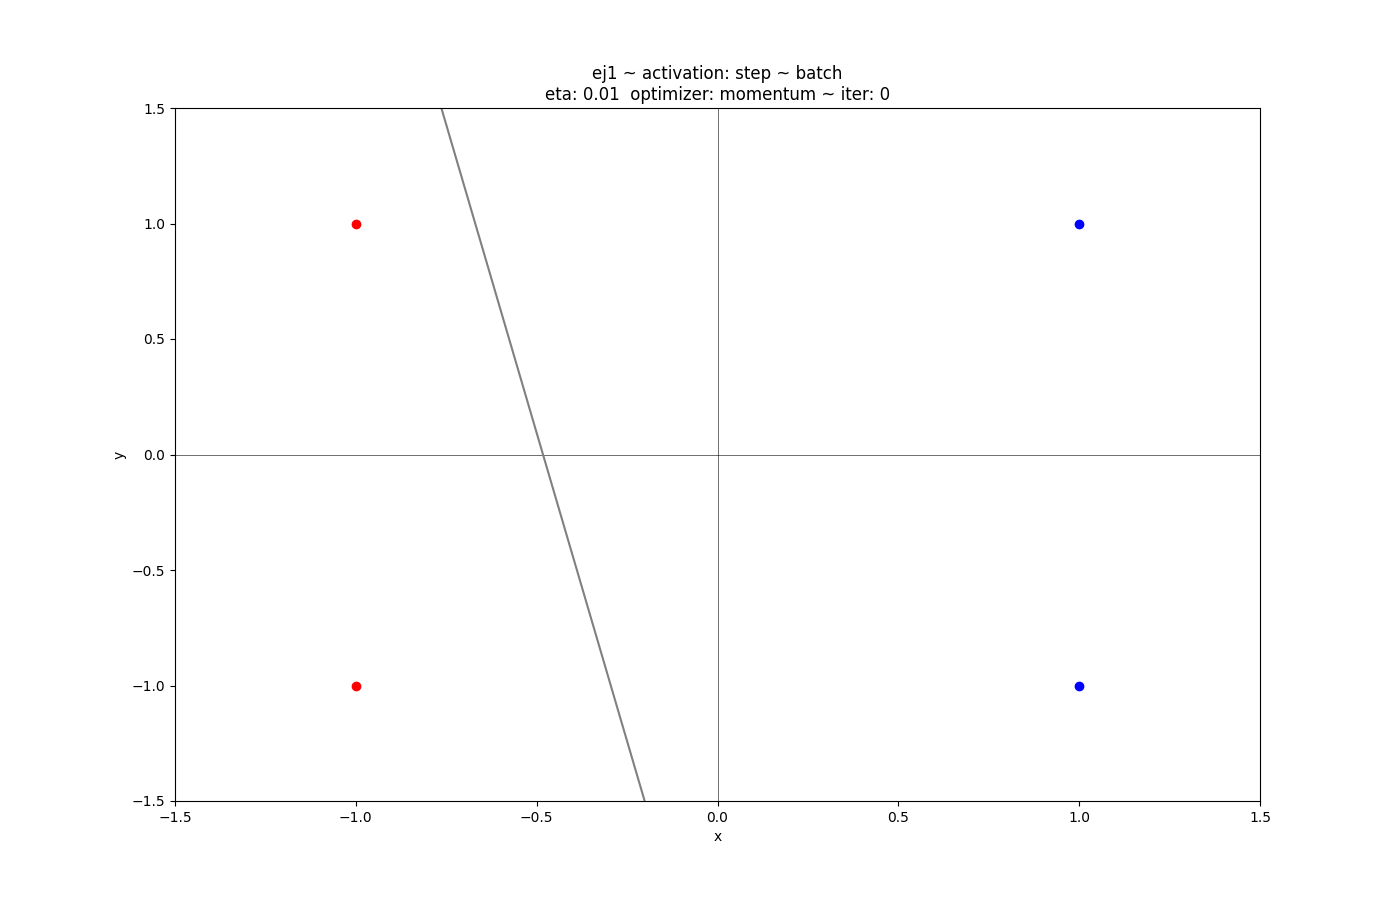 ej1 ~ activation: step ~ batch
eta: 0.01  optimizer: momentum ~ iter: 0
1.5
1.0
0.5
0.0
−0.5
−1.0
−1.5
y
−1.5 −1.0 −0.5 0.0 0.5 1.0 1.5
x